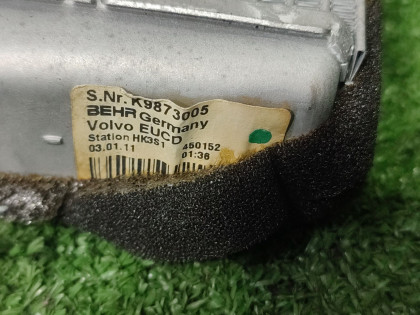 S.Nr. K9873005
BEHR Germany
Volvo EUCD
Station HK3S1 450152
03.01.11 01:36